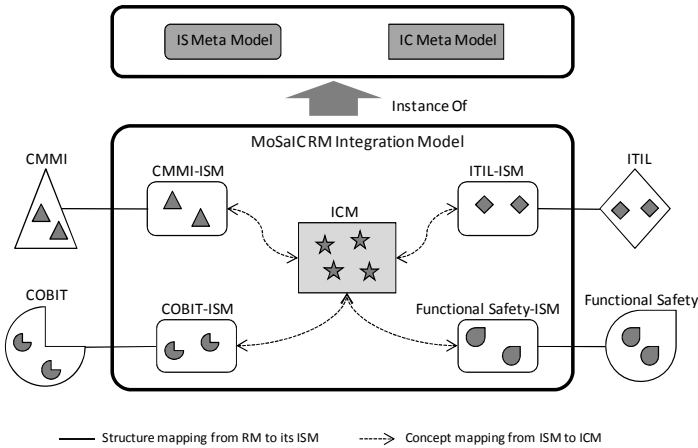 IS Meta Model
IC Meta Model
Instance Of
MoSaIC RM Integration Model
CMMI
CMMI-ISM
ITIL-ISM
ITIL
ICM
COBIT
COBIT-ISM
Functional Safety-ISM
Functional Safety
Structure mapping from RM to its ISM
Concept mapping from ISM to ICM